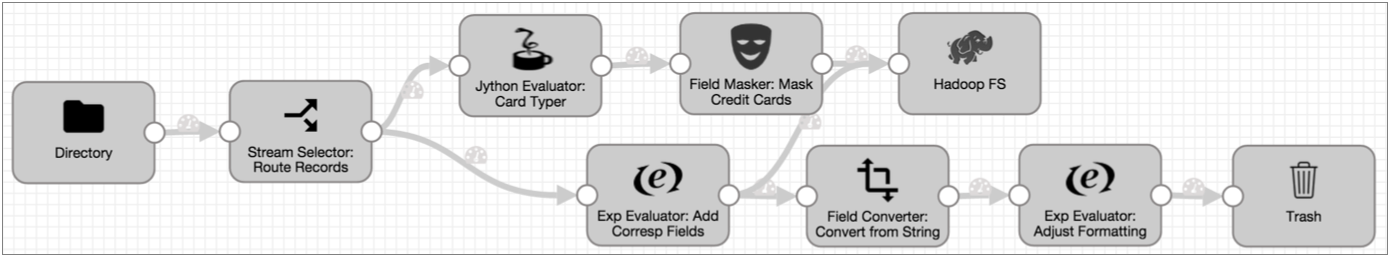 Directory
Stream Selector:
Route Records
Jython Evaluator:
Card Typer
Field Masker: Mask
Credit Cards
Hadoop FS
Exp Evaluator: Add
Corresp Fields
Field Converter:
Convert from String
Exp Evaluator:
Adjust Formatting
Trash